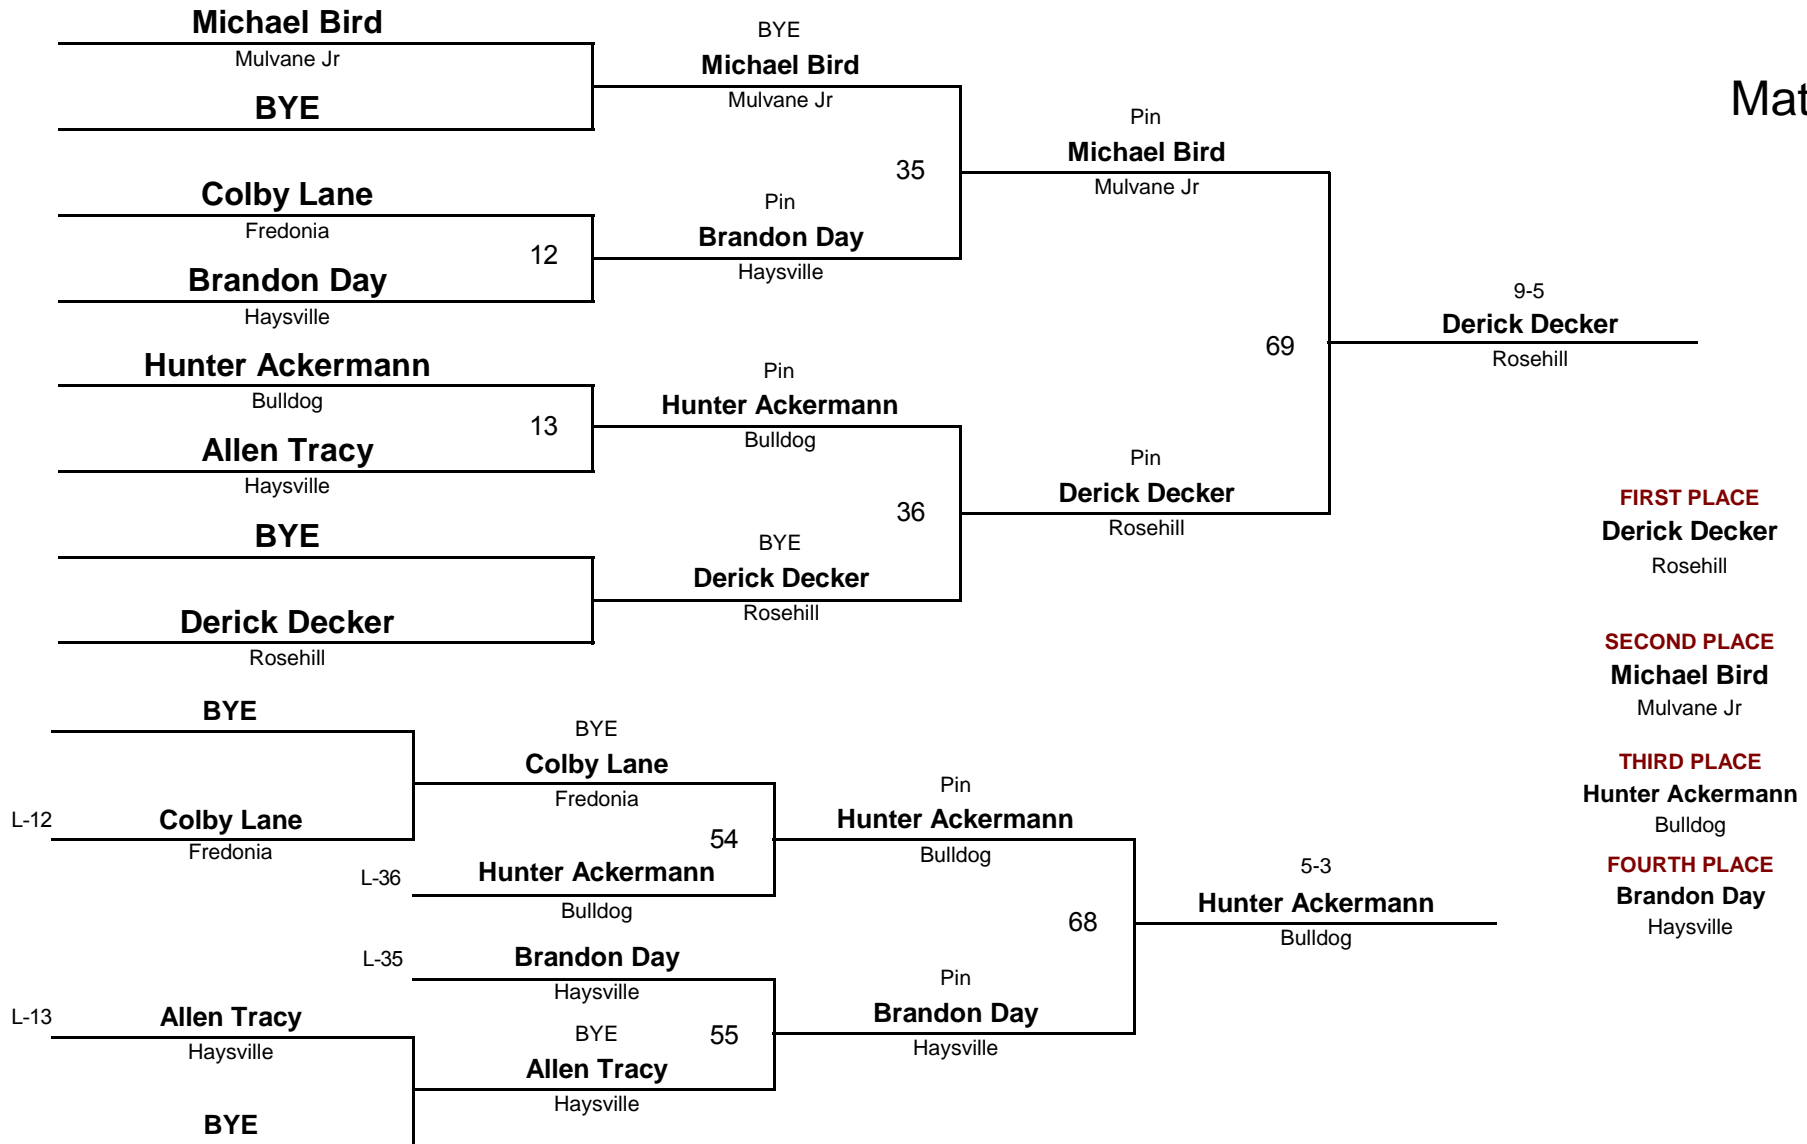 Michael Bird
Mulvane Jr
BYE
Colby Lane
Fredonia
12
Brandon Day
Haysville
Hunter Ackermann
Bulldog
13
Allen Tracy
Haysville
BYE
Derick Decker
Rosehill
BYE
Michael Bird
Mulvane Jr
35
Pin
Brandon Day
Haysville
Pin
Hunter Ackermann
Bulldog
36
BYE
Derick Decker
Rosehill
Pin
Michael Bird
Mulvane Jr
69
Pin
Derick Decker
Rosehill
9-5
Derick Decker
Rosehill
Mat
FIRST PLACE
Derick Decker
Rosehill
SECOND PLACE
Michael Bird
Mulvane Jr
THIRD PLACE
Hunter Ackermann
Bulldog
FOURTH PLACE
Brandon Day
Haysville
BYE
L-12
Colby Lane
Fredonia
L-13
Allen Tracy
Haysville
BYE
BYE
Colby Lane
Fredonia
54
L-36
Hunter Ackermann
Bulldog
L-35
Brandon Day
Haysville
55
BYE
Allen Tracy
Haysville
Pin
Hunter Ackermann
Bulldog
68
Pin
Brandon Day
Haysville
5-3
Hunter Ackermann
Bulldog